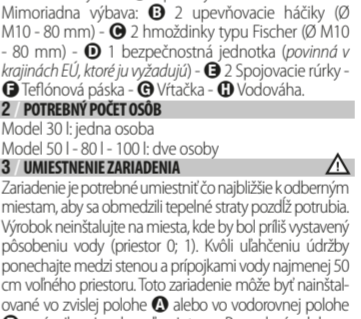 Mimoriadna výbava: B 2 upevňovacie háčiky (Ø
M10 - 80 mm) - C 2 hmoždinky typu Fischer (Ø M10
- 80 mm) - D 1 bezpečnostná jednotka (povinná v
krajinách EÚ, ktoré ju vyžadujú) - E 2 Spojovacie rúrky -
F Teflónová páska - G Vŕtačka - H Vodováha.
2 / POTREBNÝ POČET OSÔB
Model 30 l: jedna osoba
Model 50 l - 80 l - 100 l: dve osoby
3 / UMIESTNENIE ZARIADENIA
Zariadenie je potrebné umiestniť čo najbližšie k odberným
miestam, aby sa obmedzili tepelné straty pozdĺž potrubia.
Výrobok neinštalujte na miesta, kde by bol príliš vystavený
pôsobeniu vody (priestor 0; 1). Kvôli uľahčeniu údržby
ponechajte medzi stenou a prípojkami vody najmenej 50
cm voľného priestoru. Toto zariadenie môže byť nainštal-
ované vo zvislej polohe A alebo vo vodorovnej polohe